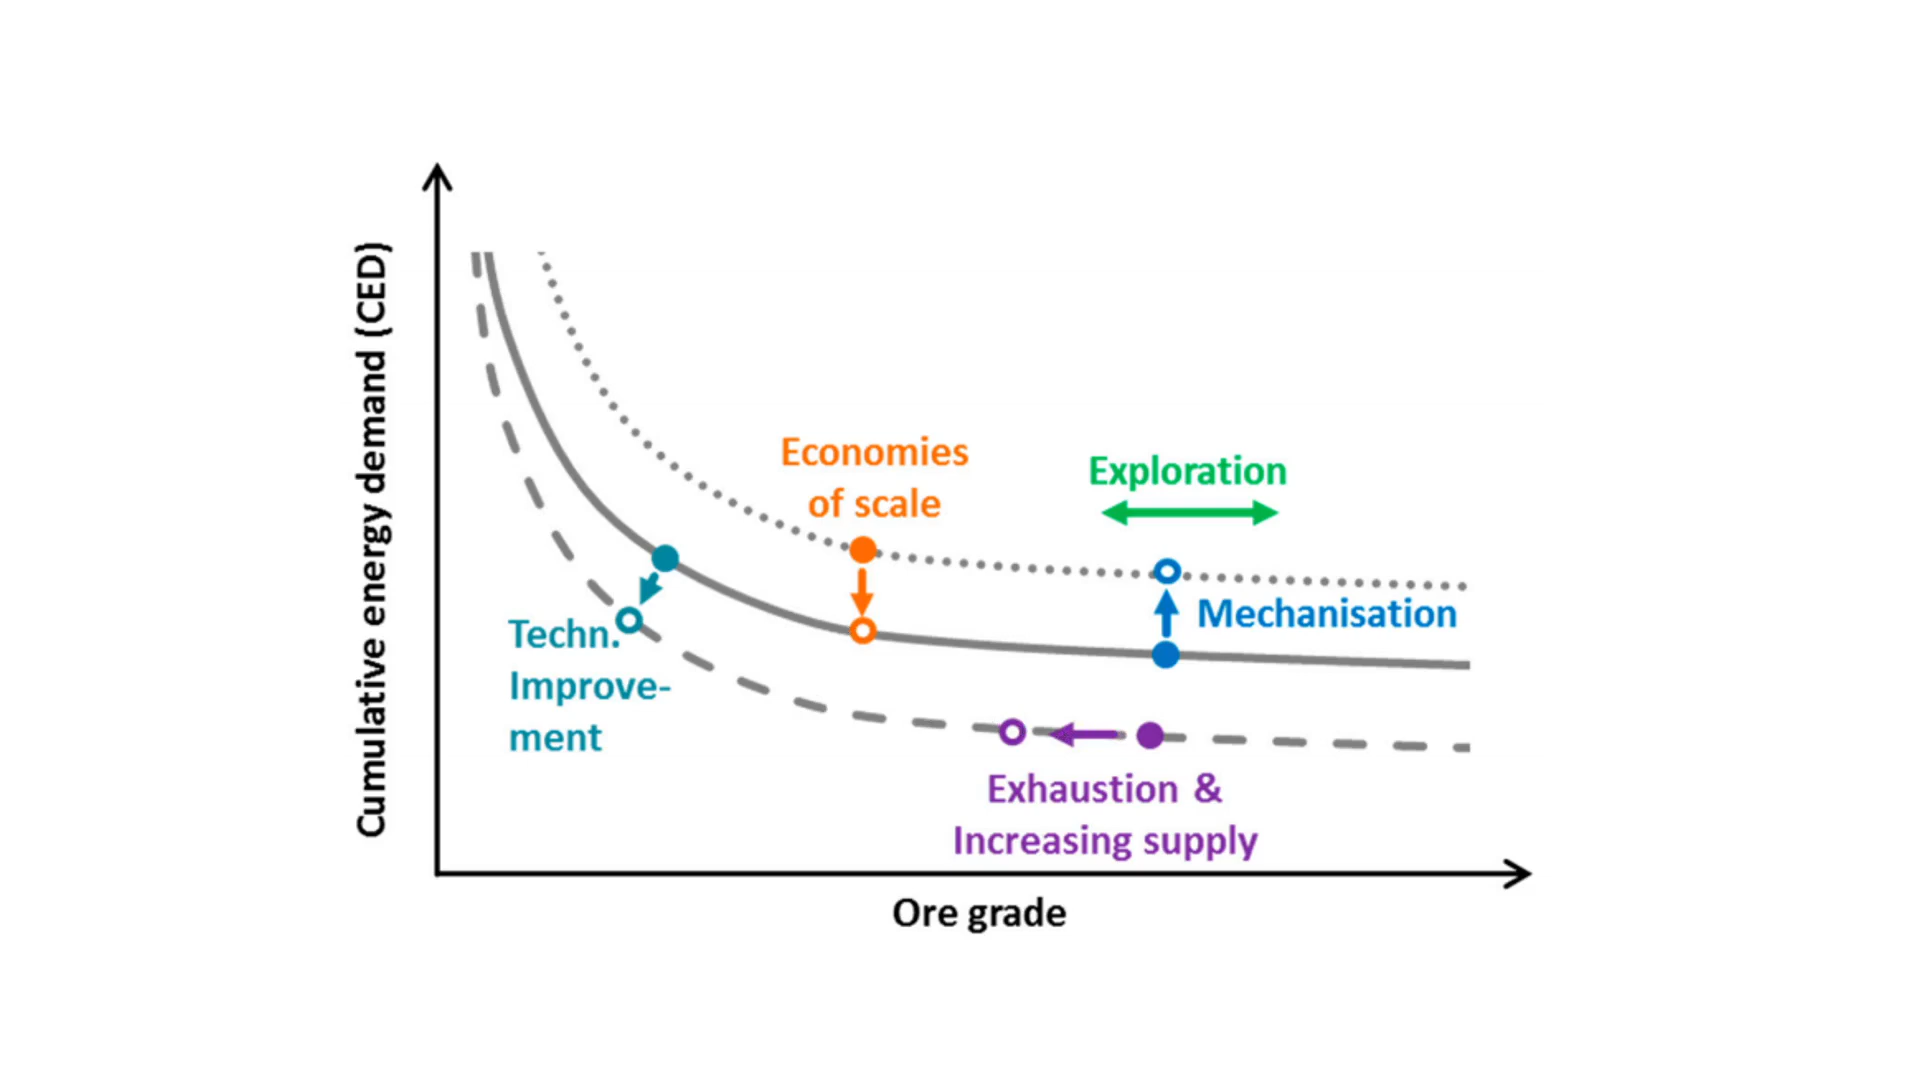 Cumulative energy demand (CED)
Economies
of scale
Exploration
Mechanisation
Techn.
Improve-
ment
Exhaustion &
Increasing supply
Ore grade